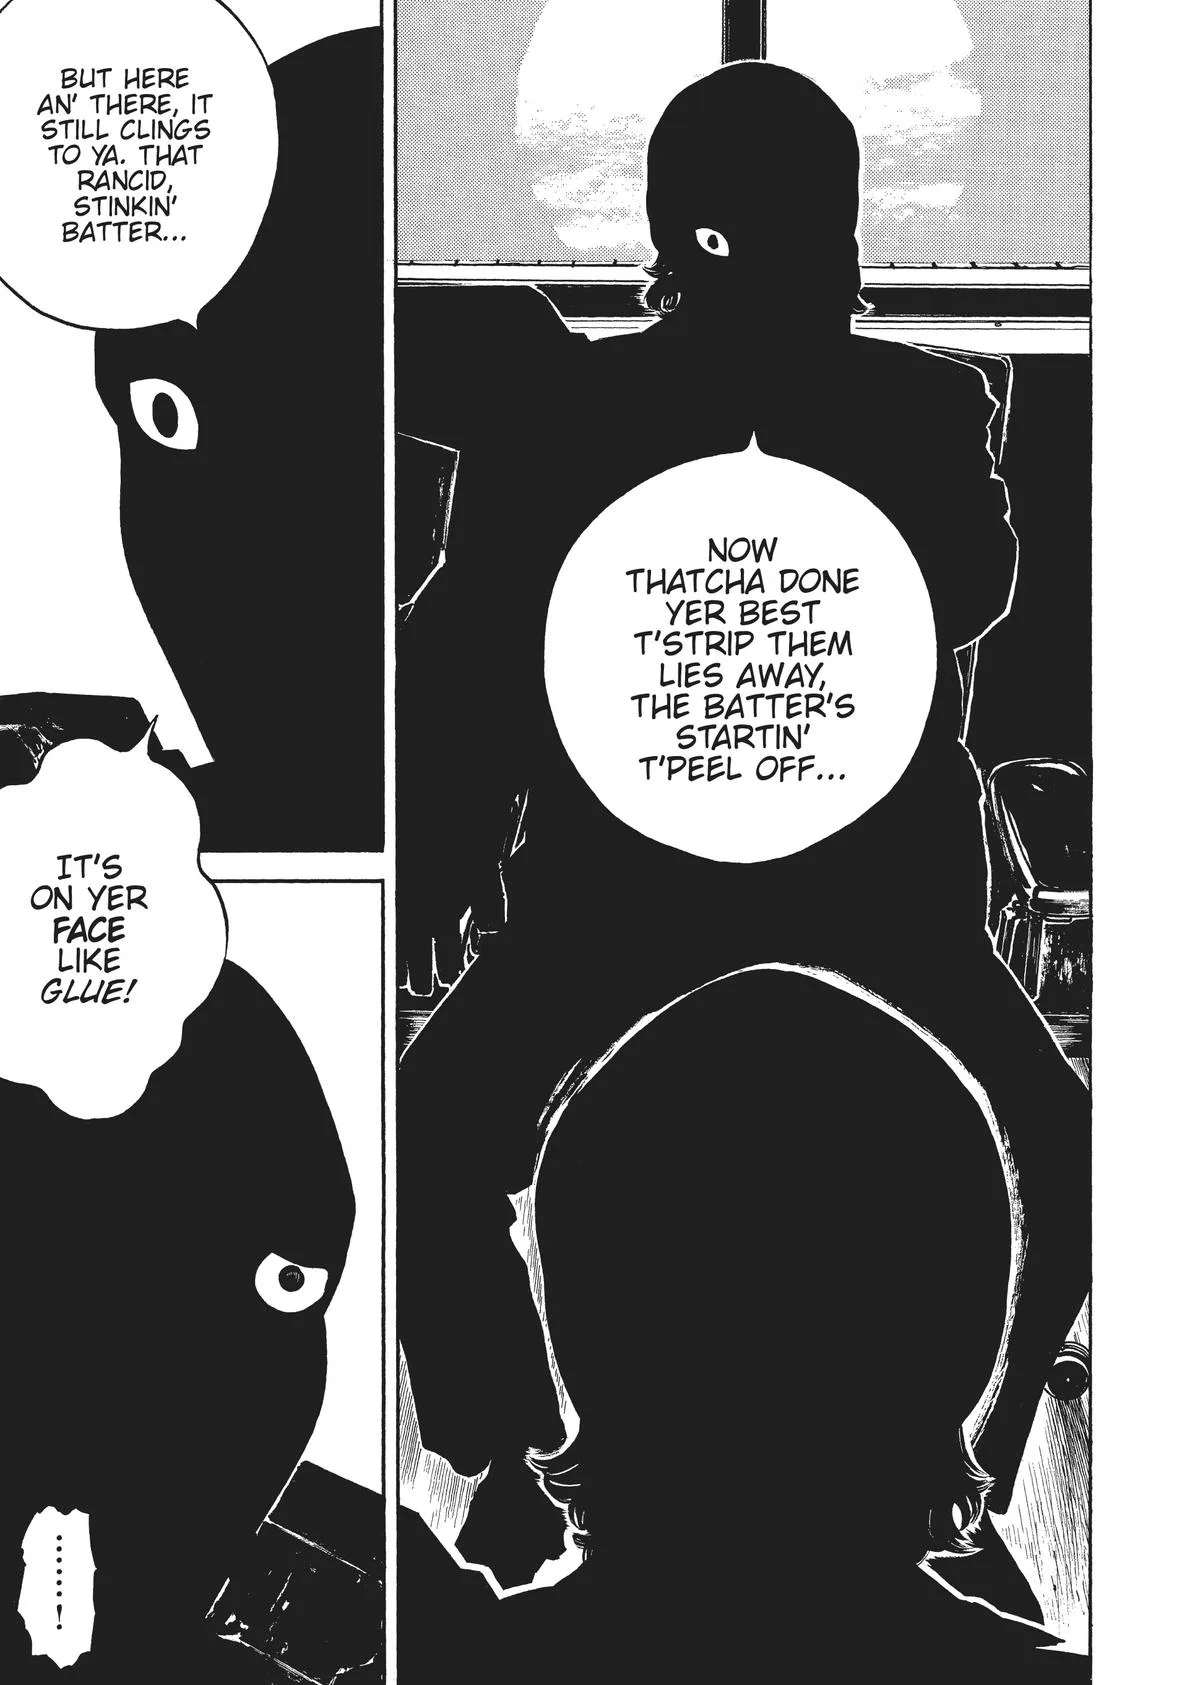 NOW
THATCHA DONE
YER BEST
T'STRIP THEM
LIES AWAY,
THE BATTER'S
STARTIN'
T'PEEL OFF...
BUT HERE
AN' THERE, IT
STILL CLINGS
TO YA. THAT
RANCID,
STINKIN'
BATTER...
IT'S
ON YER
FACE
LIKE
GLUE!
.......!